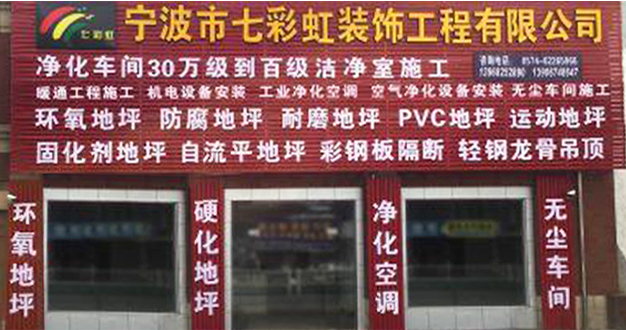 七彩虹
宁波市七彩虹装饰工程有限公司
净化车间30万级到百级洁净室施工
咨询电话
暖通工程施工 机电设备安装 工业净化空调 空气净化设备安装 无尘车间施工
环氧地坪 防腐地坪 耐磨地坪 PVC地坪 运动地坪
固化剂地坪 自流平地坪 彩钢板隔断 轻钢龙骨吊顶
环氧地坪
硬化地坪
净化空调
无尘车间